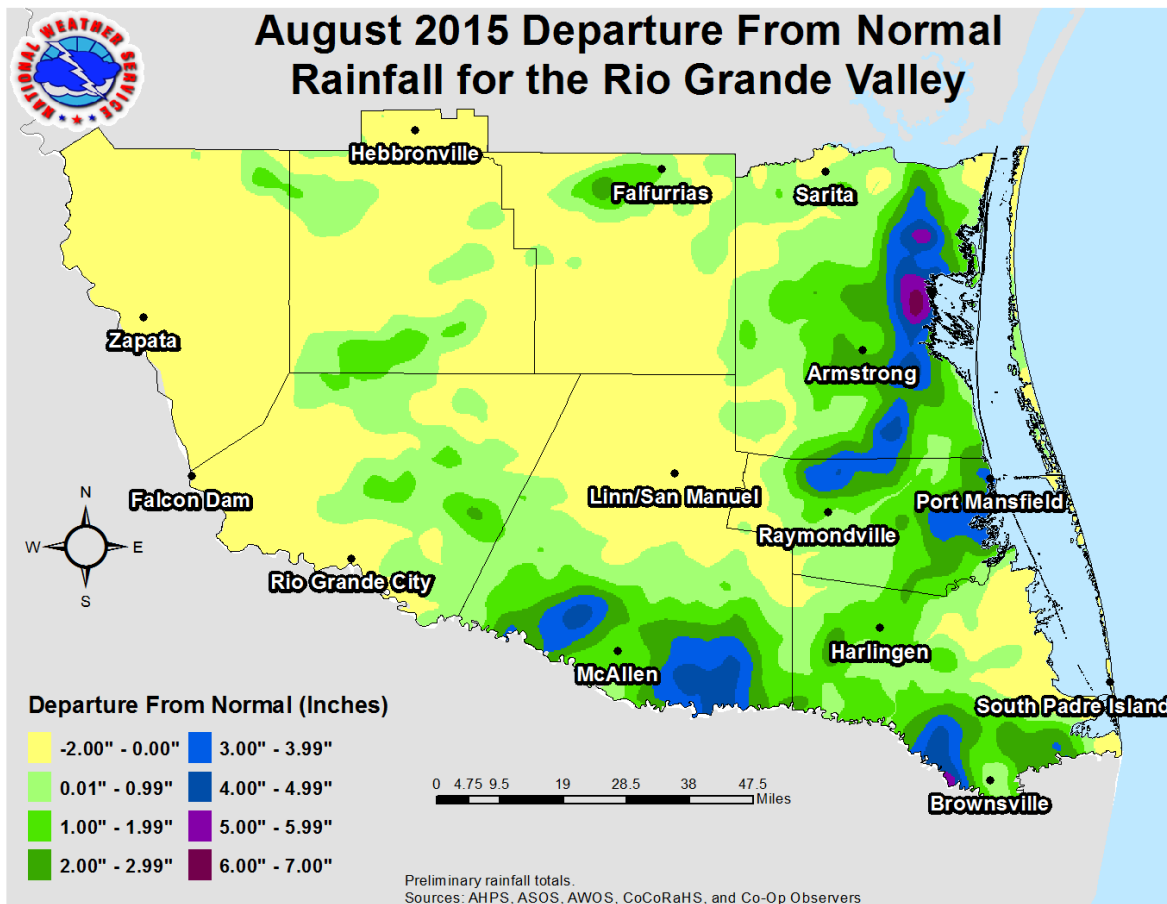 August 2015 Departure From Normal
Rainfall for the Rio Grande Valley
NATIONAL WEATHER SERVICE
Hebbronville
Falfurrias
Sarita
Zapata
Armstrong
Falcon Dam
Linn/San Manuel
Port Mansfield
Raymondville
N
W E
S
Rio Grande City
Harlingen
McAllen
South Padre Island
Brownsville
Departure From Normal (Inches)
-2.00" - 0.00" 3.00" - 3.99"
0.01" - 0.99" 4.00" - 4.99"
1.00" - 1.99" 5.00" - 5.99"
2.00" - 2.99" 6.00" - 7.00"
0 4.75 9.5 19 28.5 38 47.5
Miles
Preliminary rainfall totals.
Sources: AHPS, ASOS, AWOS, CoCoRaHS, and Co-Op Observers